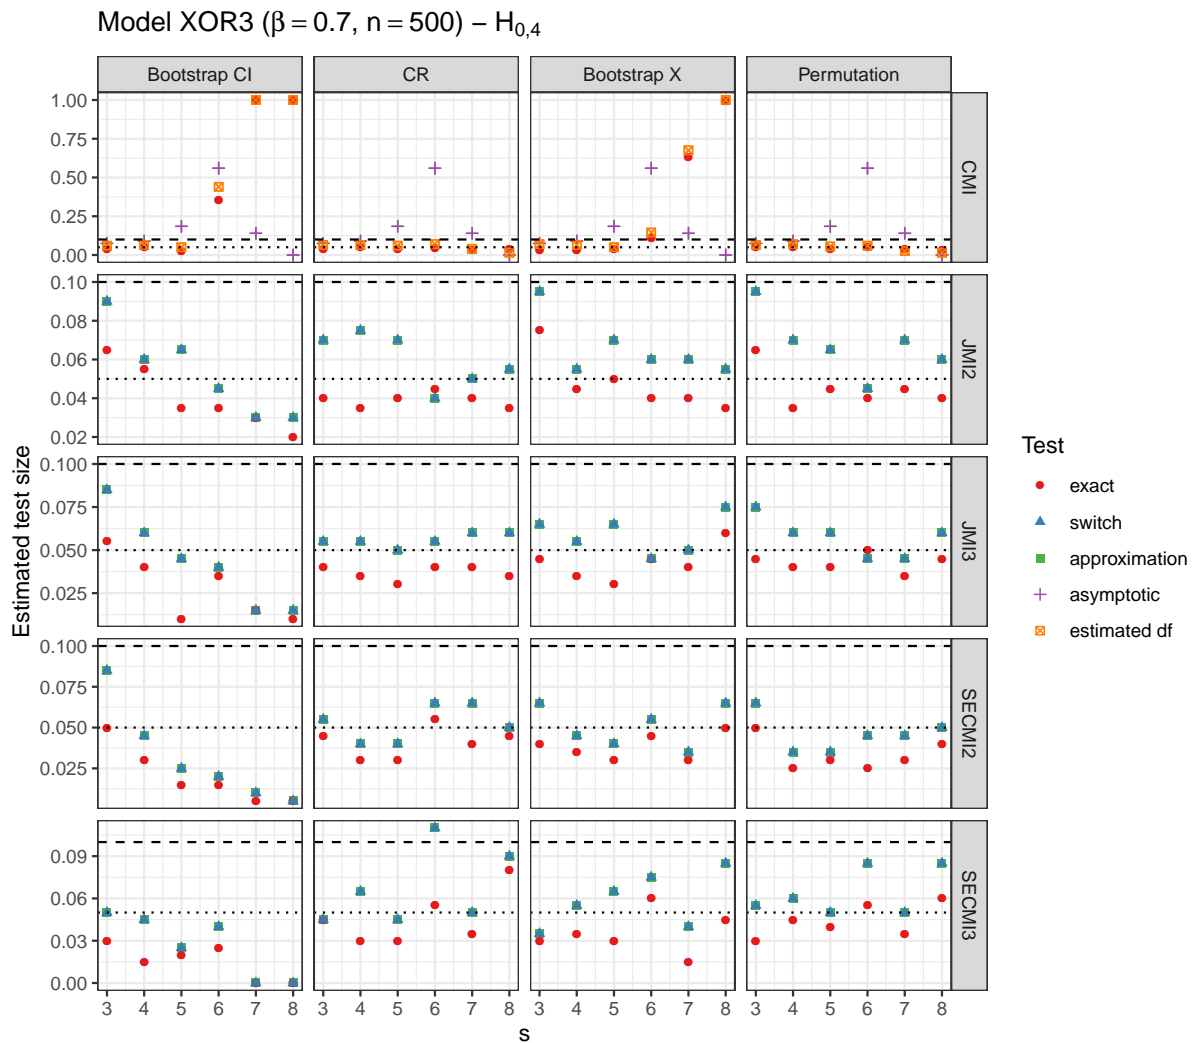 Model XOR3 (β = 0.7, n = 500) − H0,4
Bootstrap CI
CR
Bootstrap X
Permutation
1.00
0.75
0.50
0.25
0.00
CMI
0.10
0.08
0.06
0.04
0.02
JMI2
0.100
0.075
0.050
0.025
JMI3
0.100
0.075
0.050
0.025
SECMI2
0.09
0.06
0.03
0.00
SECMI3
3 4 5 6 7 8
3 4 5 6 7 8
3 4 5 6 7 8
3 4 5 6 7 8
s
Estimated test size
Test
exact
switch
approximation
asymptotic
estimated df